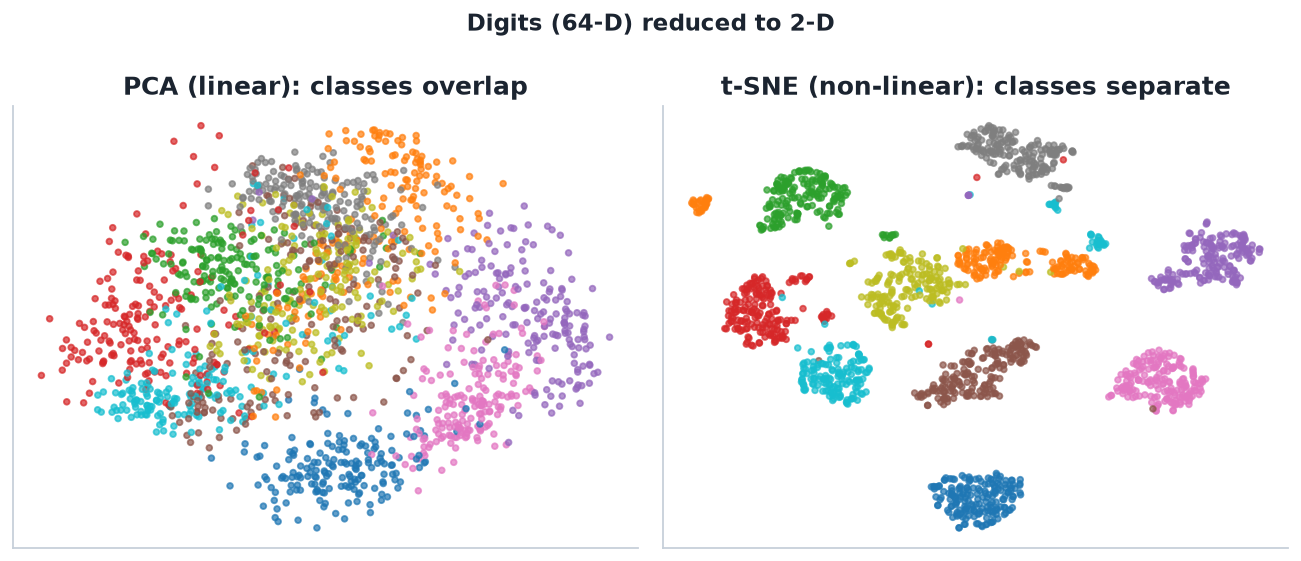 Digits (64-D) reduced to 2-D
PCA (linear): classes overlap
t-SNE (non-linear): classes separate